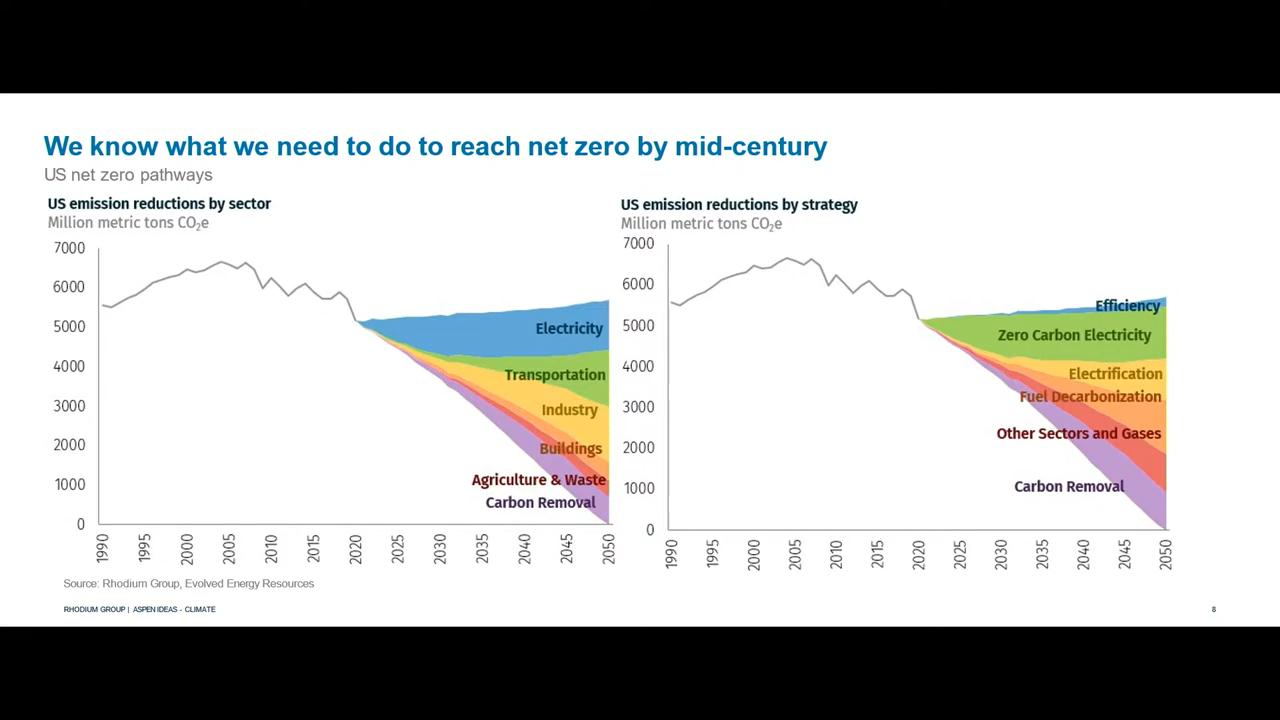 We know what we need to do to reach net zero by mid-century
US net zero pathways
US emission reductions by sector
Million metric tons CO₂e
7000
6000
5000
4000
3000
2000
1000
0
Electricity
Transportation
Industry
Buildings
Agriculture & Waste
Carbon Removal
1990
1995
2000
2005
2010
2015
2020
2025
2030
2035
2040
2045
2050
US emission reductions by strategy
Million metric tons CO₂e
7000
6000
5000
4000
3000
2000
1000
0
Efficiency
Zero Carbon Electricity
Electrification
Fuel Decarbonization
Other Sectors and Gases
Carbon Removal
1990
1995
2000
2005
2010
2015
2020
2025
2030
2035
2040
2045
2050
Source: Rhodium Group, Evolved Energy Resources
RHODIUM GROUP | ASPEN IDEAS - CLIMATE
8